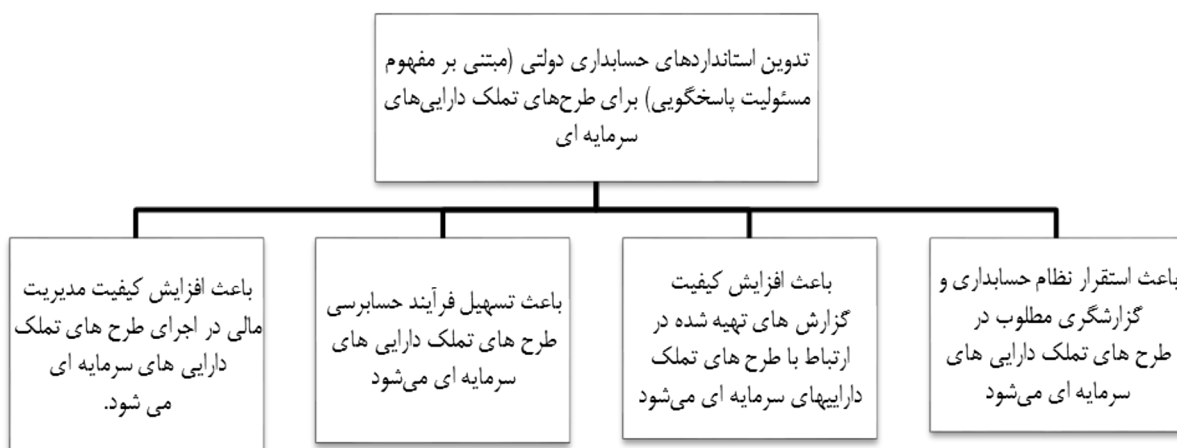 تدوین استانداردهای حسابداری دولتی (مبتنی بر مفهوم
مسئولیت پاسخگویی) برای طرح‌های تملک دارایی‌های
سرمایه ای
باعث استقرار نظام حسابداری و
گزارشگری مطلوب در
طرح های تملک دارایی های
سرمایه ای می‌شود
باعث افزایش کیفیت
گزارش های تهیه شده در
ارتباط با طرح های تملک
داراییهای سرمایه ای می‌شود
باعث تسهیل فرآیند حسابرسی
طرح های تملک دارایی های
سرمایه ای می‌شود
باعث افزایش کیفیت مدیریت
مالی در اجرای طرح های تملک
دارایی های سرمایه ای
می شود.